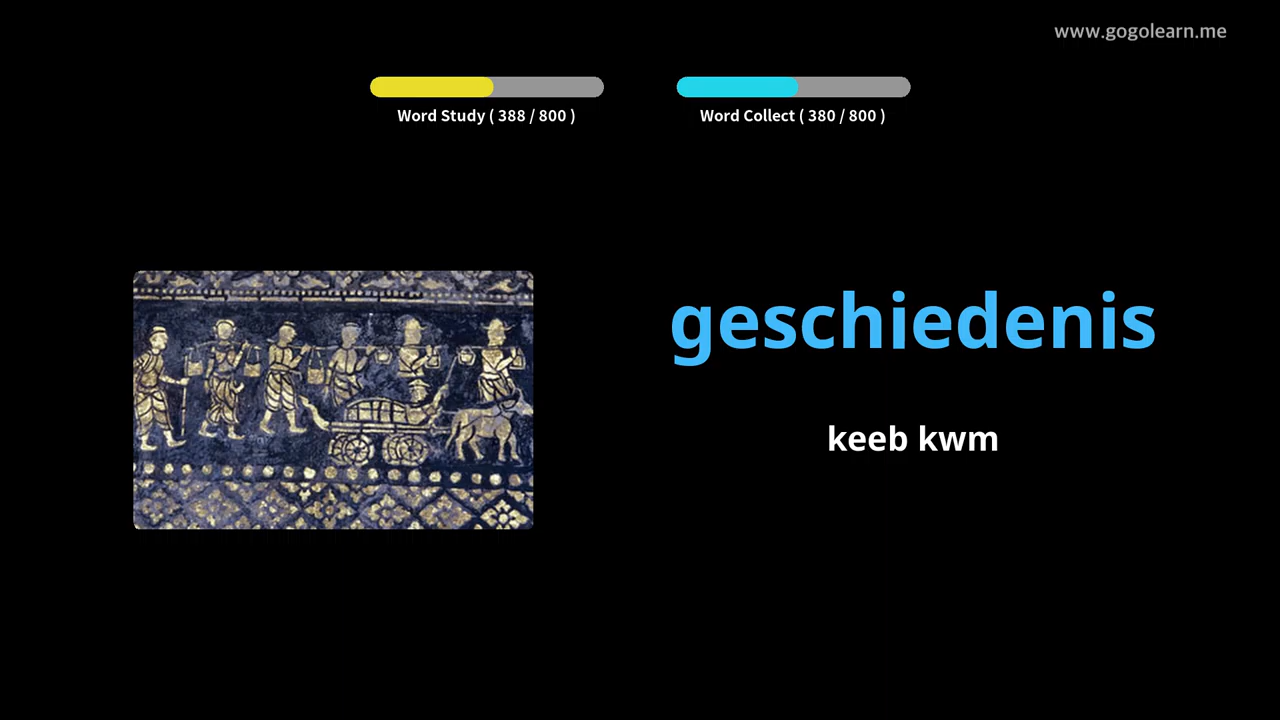 www.gogolearn.me
Word Study ( 388 / 800 )
Word Collect ( 380 / 800 )
geschiedenis
keeb kwm